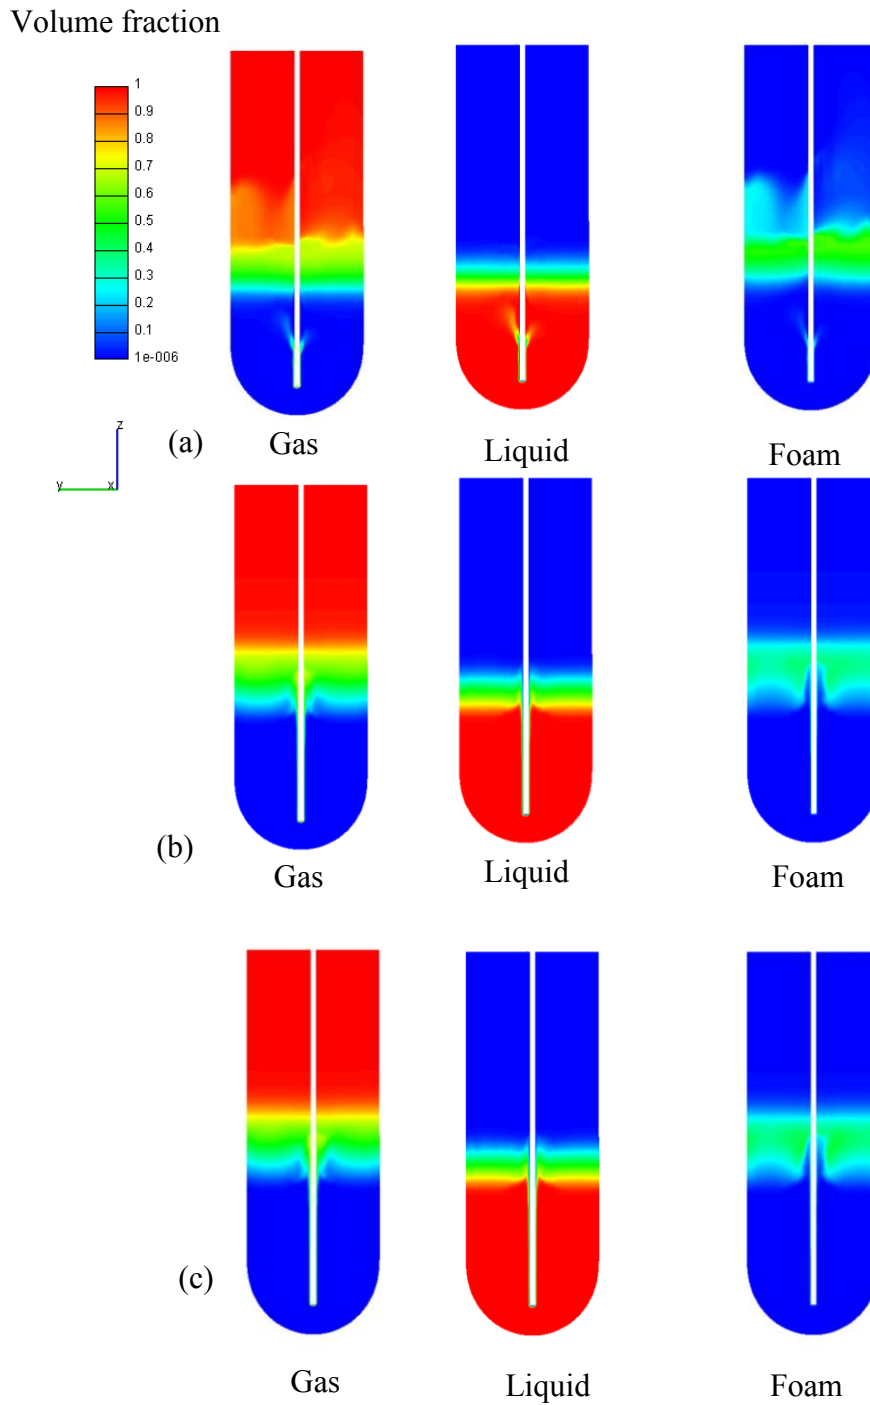 Volume fraction
1
0.9
0.8
0.7
0.6
0.5
0.4
0.3
0.2
0.1
1e-006
z
y x
(a) Gas Liquid Foam
(b) Gas Liquid Foam
(c) Gas Liquid Foam